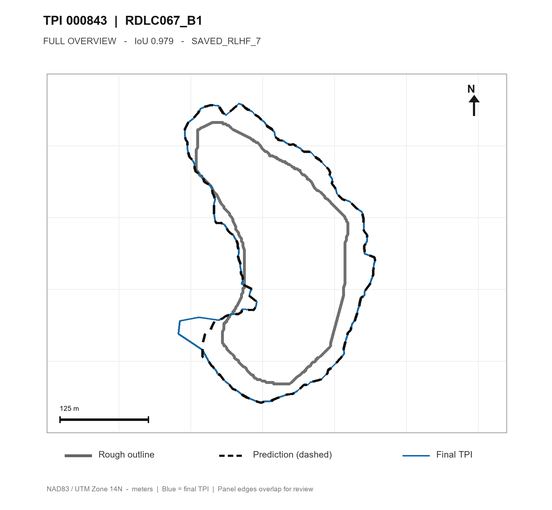 TPI 000843 | RDLC067_B1
FULL OVERVIEW - IoU 0.979 - SAVED_RLHF_7
N
125 m
Rough outline
Prediction (dashed)
Final TPI
NAD83 / UTM Zone 14N - meters | Blue = final TPI | Panel edges overlap for review